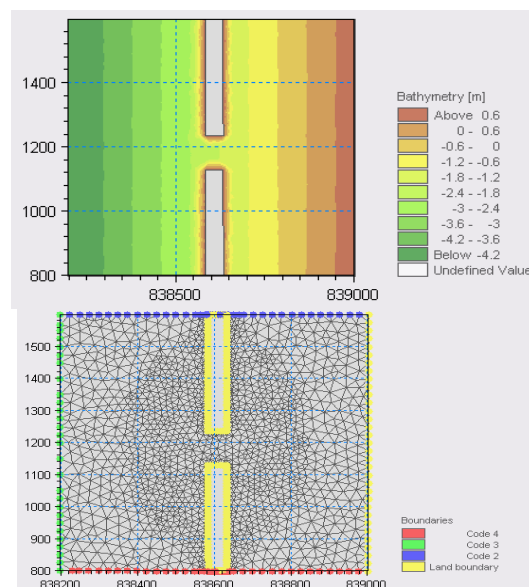 1400
1200
1000
800
838500
839000
Bathymetry [m]
Above 0.6
0 - 0.6
-0.6 - 0
-1.2 - -0.6
-1.8 - -1.2
-2.4 - -1.8
-3 - -2.4
-3.6 - -3
-4.2 - -3.6
Below -4.2
Undefined Value
1500
1400
1300
1200
1100
1000
900
800
838200
838400
838600
838800
839000
Boundaries
Code 4
Code 3
Code 2
Land boundary